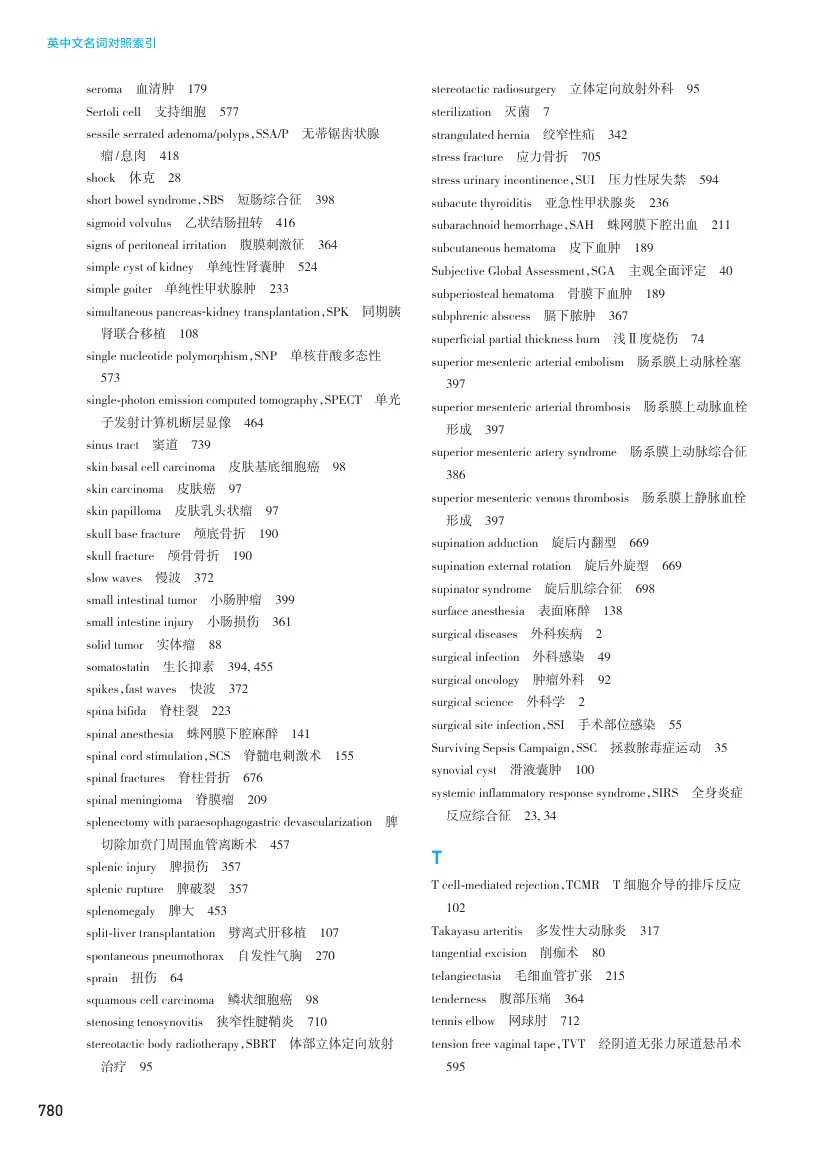 英中文名词对照索引
seroma 血清肿 179
Sertoli cell 支持细胞 577
sessile serrated adenoma/polyps,SSA/P 无蒂锯齿状腺
瘤/息肉 418
shock 休克 28
short bowel syndrome,SBS 短肠综合征 398
sigmoid volvulus 乙状结肠扭转 416
signs of peritoneal irritation 腹膜刺激征 364
simple cyst of kidney 单纯性肾囊肿 524
simple goiter 单纯性甲状腺肿 233
simultaneous pancreas-kidney transplantation,SPK 同期胰
肾联合移植 108
single nucleotide polymorphism,SNP 单核苷酸多态性
573
single-photon emission computed tomography,SPECT 单光
子发射计算机断层显像 464
sinus tract 窦道 739
skin basal cell carcinoma 皮肤基底细胞癌 98
skin carcinoma 皮肤癌 97
skin papilloma 皮肤乳头状瘤 97
skull base fracture 颅底骨折 190
skull fracture 颅骨骨折 190
slow waves 慢波 372
small intestinal tumor 小肠肿瘤 399
small intestine injury 小肠损伤 361
solid tumor 实体瘤 88
somatostatin 生长抑素 394, 455
spikes,fast waves 快波 372
spina bifida 脊柱裂 223
spinal anesthesia 蛛网膜下腔麻醉 141
spinal cord stimulation,SCS 脊髓电刺激术 155
spinal fractures 脊柱骨折 676
spinal meningioma 脊膜瘤 209
splenectomy with paraesophagogastric devascularization 脾
切除加贲门周围血管离断术 457
splenic injury 脾损伤 357
splenic rupture 脾破裂 357
splenomegaly 脾大 453
split-liver transplantation 劈离式肝移植 107
spontaneous pneumothorax 自发性气胸 270
sprain 扭伤 64
squamous cell carcinoma 鳞状细胞癌 98
stenosing tenosynovitis 狭窄性腱鞘炎 710
stereotactic body radiotherapy,SBRT 体部立体定向放射
治疗 95
stereotactic radiosurgery 立体定向放射外科 95
sterilization 灭菌 7
strangulated hernia 绞窄性疝 342
stress fracture 应力骨折 705
stress urinary incontinence,SUI 压力性尿失禁 594
subacute thyroiditis 亚急性甲状腺炎 236
subarachnoid hemorrhage,SAH 蛛网膜下腔出血 211
subcutaneous hematoma 皮下血肿 189
Subjective Global Assessment,SGA 主观全面评定 40
subperiosteal hematoma 骨膜下血肿 189
subphrenic abscess 膈下脓肿 367
superficial partial thickness burn 浅Ⅱ度烧伤 74
superior mesenteric arterial embolism 肠系膜上动脉栓塞
397
superior mesenteric arterial thrombosis 肠系膜上动脉血栓
形成 397
superior mesenteric artery syndrome 肠系膜上动脉综合征
386
superior mesenteric venous thrombosis 肠系膜上静脉血栓
形成 397
supination adduction 旋后内翻型 669
supination external rotation 旋后外旋型 669
supinator syndrome 旋后肌综合征 698
surface anesthesia 表面麻醉 138
surgical diseases 外科疾病 2
surgical infection 外科感染 49
surgical oncology 肿瘤外科 92
surgical science 外科学 2
surgical site infection,SSI 手术部位感染 55
Surviving Sepsis Campaign,SSC 拯救脓毒症运动 35
synovial cyst 滑液囊肿 100
systemic inflammatory response syndrome,SIRS 全身炎症
反应综合征 23, 34
T
T cell-mediated rejection,TCMR T 细胞介导的排斥反应
102
Takayasu arteritis 多发性大动脉炎 317
tangential excision 削痂术 80
telangiectasia 毛细血管扩张 215
tenderness 腹部压痛 364
tennis elbow 网球肘 712
tension free vaginal tape,TVT 经阴道无张力尿道悬吊术
595
780